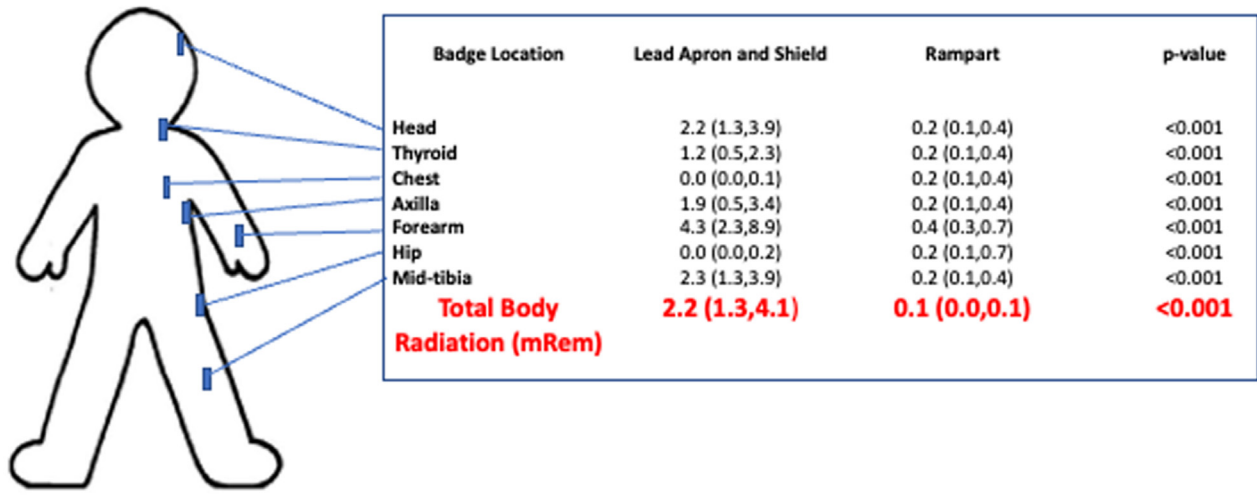 Badge Location Lead Apron and Shield Rampart p-value
Head 2.2 (1.3,3.9) 0.2 (0.1,0.4) <0.001
Thyroid 1.2 (0.5,2.3) 0.2 (0.1,0.4) <0.001
Chest 0.0 (0.0,0.1) 0.2 (0.1,0.4) <0.001
Axilla 1.9 (0.5,3.4) 0.2 (0.1,0.4) <0.001
Forearm 4.3 (2.3,8.9) 0.4 (0.3,0.7) <0.001
Hip 0.0 (0.0,0.2) 0.2 (0.1,0.7) <0.001
Mid-tibia 2.3 (1.3,3.9) 0.2 (0.1,0.4) <0.001
Total Body 2.2 (1.3,4.1) 0.1 (0.0,0.1) <0.001
Radiation (mRem)